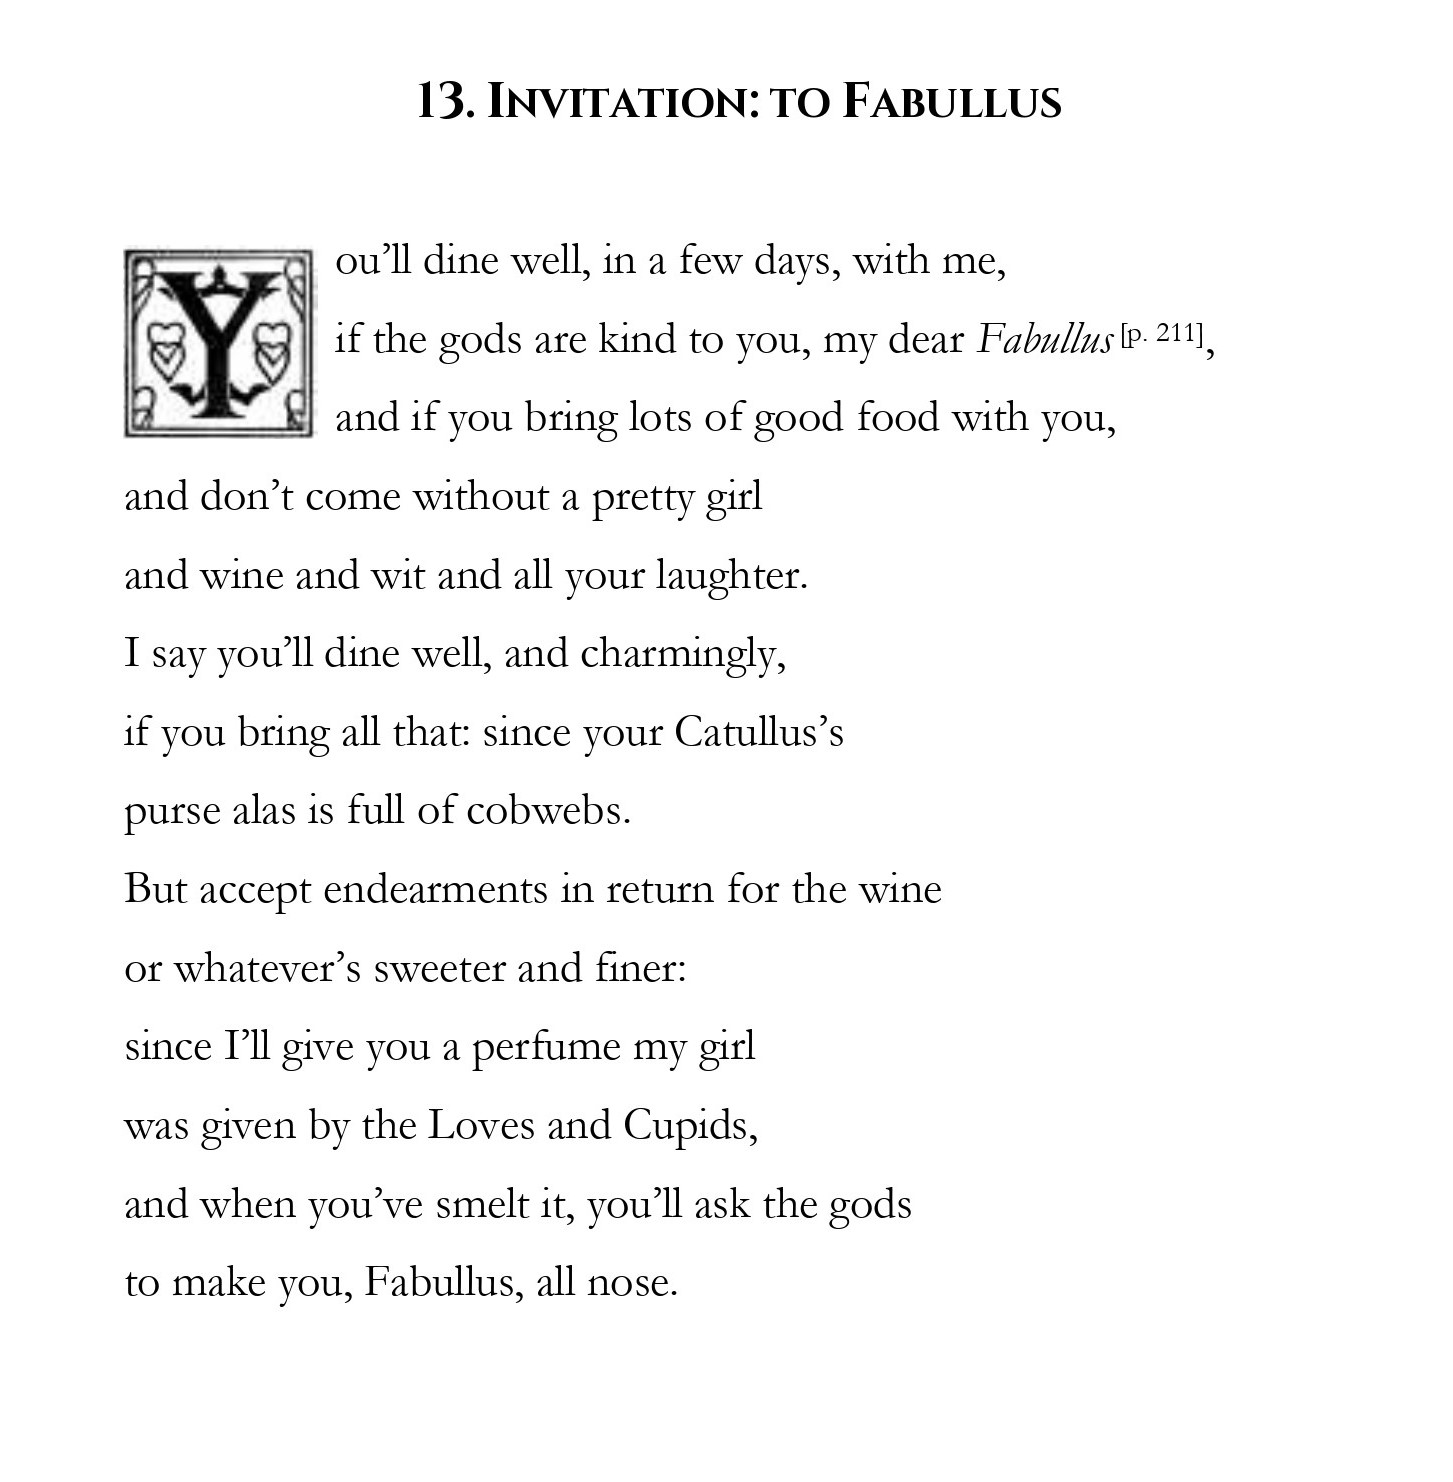 13. Invitation: to Fabullus
You’ll dine well, in a few days, with me,
if the gods are kind to you, my dear Fabullus [p. 211],
and if you bring lots of good food with you,
and don’t come without a pretty girl
and wine and wit and all your laughter.
I say you’ll dine well, and charmingly,
if you bring all that: since your Catullus’s
purse alas is full of cobwebs.
But accept endearments in return for the wine
or whatever’s sweeter and finer:
since I’ll give you a perfume my girl
was given by the Loves and Cupids,
and when you’ve smelt it, you’ll ask the gods
to make you, Fabullus, all nose.